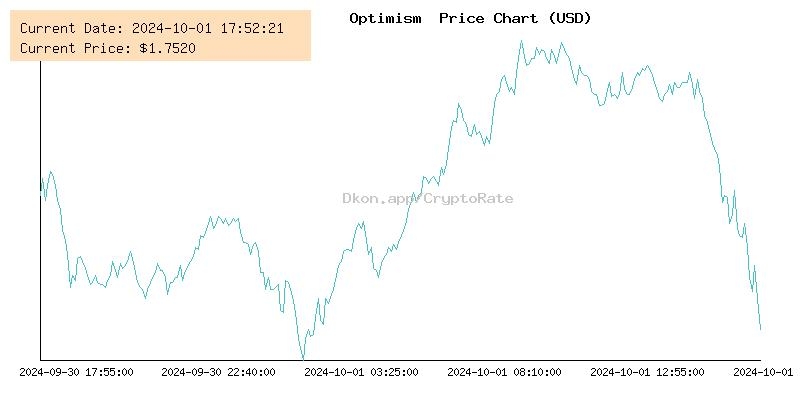 Optimism  Price Chart (USD)
Current Date: 2024-10-01 17:52:21
Current Price: $1.7520
Dkon.app/CryptoRate
2024-09-30 17:55:00 2024-09-30 22:40:00 2024-10-01 03:25:00 2024-10-01 08:10:00 2024-10-01 12:55:00 2024-10-01